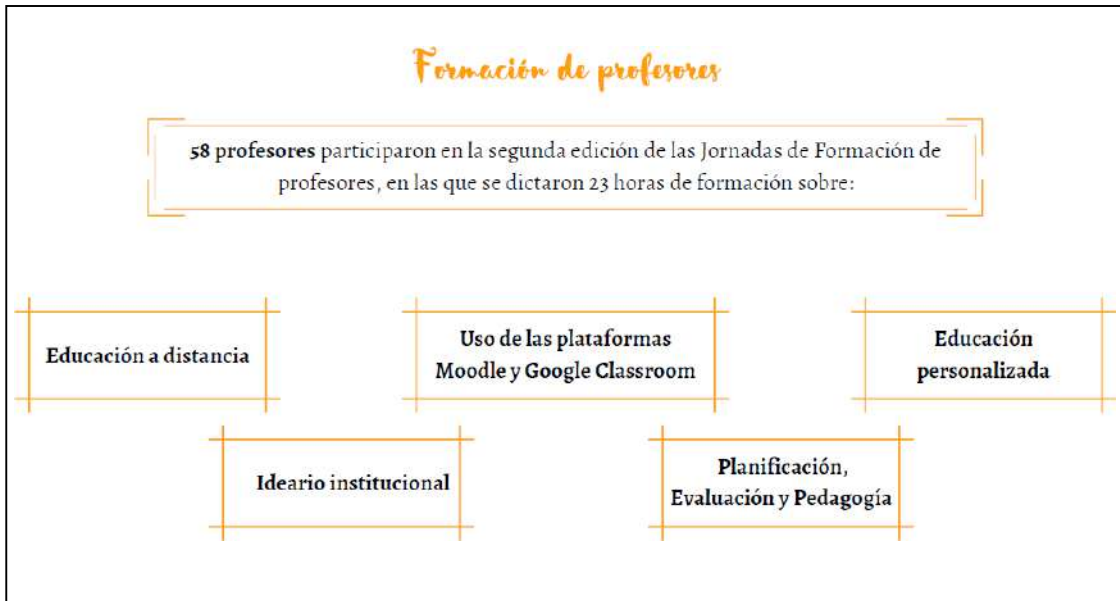 Formación de profesores
58 profesores participaron en la segunda edición de las Jornadas de Formación de
profesores, en las que se dictaron 23 horas de formación sobre:
Educación a distancia
Uso de las plataformas
Moodle y Google Classroom
Educación
personalizada
Ideario institucional
Planificación,
Evaluación y Pedagogía